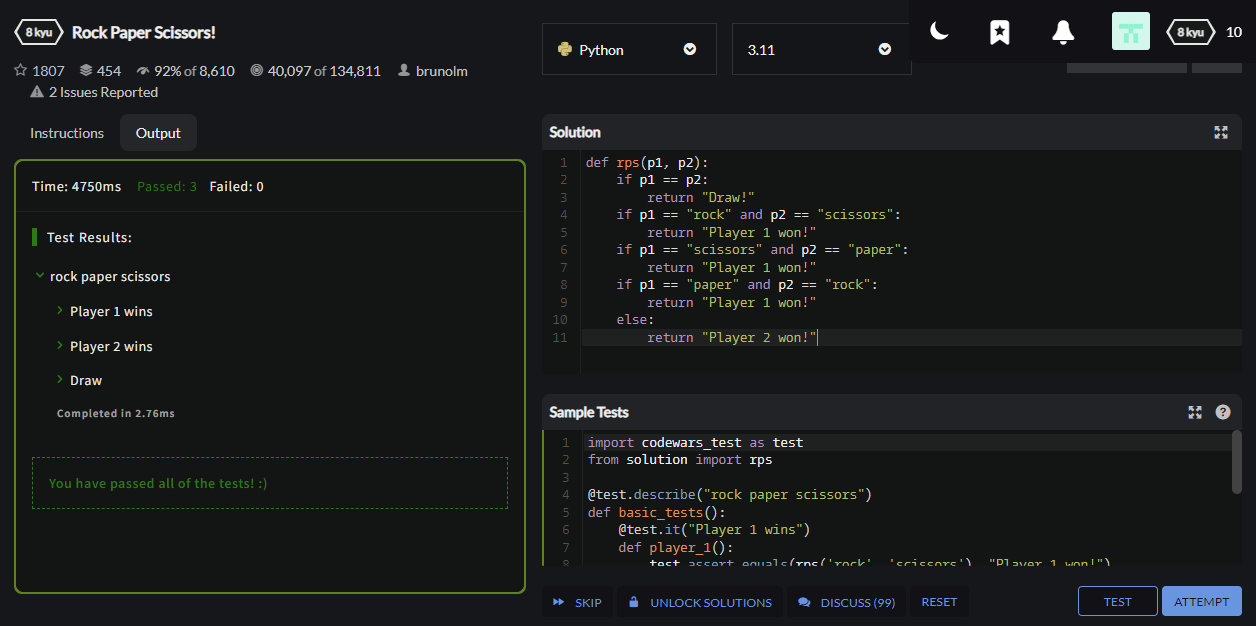 8 kyu Rock Paper Scissors!
1807 454 92% of 8,610 40,097 of 134,811 brunolm
2 Issues Reported
Python 3.11 8 kyu 10
Instructions Output
Time: 4750ms Passed: 3 Failed: 0
Test Results:
rock paper scissors
Player 1 wins
Player 2 wins
Draw
Completed in 2.76ms
You have passed all of the tests! :)
Solution
1 def rps(p1, p2):
2     if p1 == p2:
3         return "Draw!"
4     if p1 == "rock" and p2 == "scissors":
5         return "Player 1 won!"
6     if p1 == "scissors" and p2 == "paper":
7         return "Player 1 won!"
8     if p1 == "paper" and p2 == "rock":
9         return "Player 1 won!"
10     else:
11         return "Player 2 won!"
Sample Tests
1 import codewars_test as test
2 from solution import rps
3
4 @test.describe("rock paper scissors")
5 def basic_tests():
6     @test.it("Player 1 wins")
7     def player_1():
8         test.assert_equals(rps('rock', 'scissors'), "Player 1 won!")
SKIP UNLOCK SOLUTIONS DISCUSS (99) RESET TEST ATTEMPT